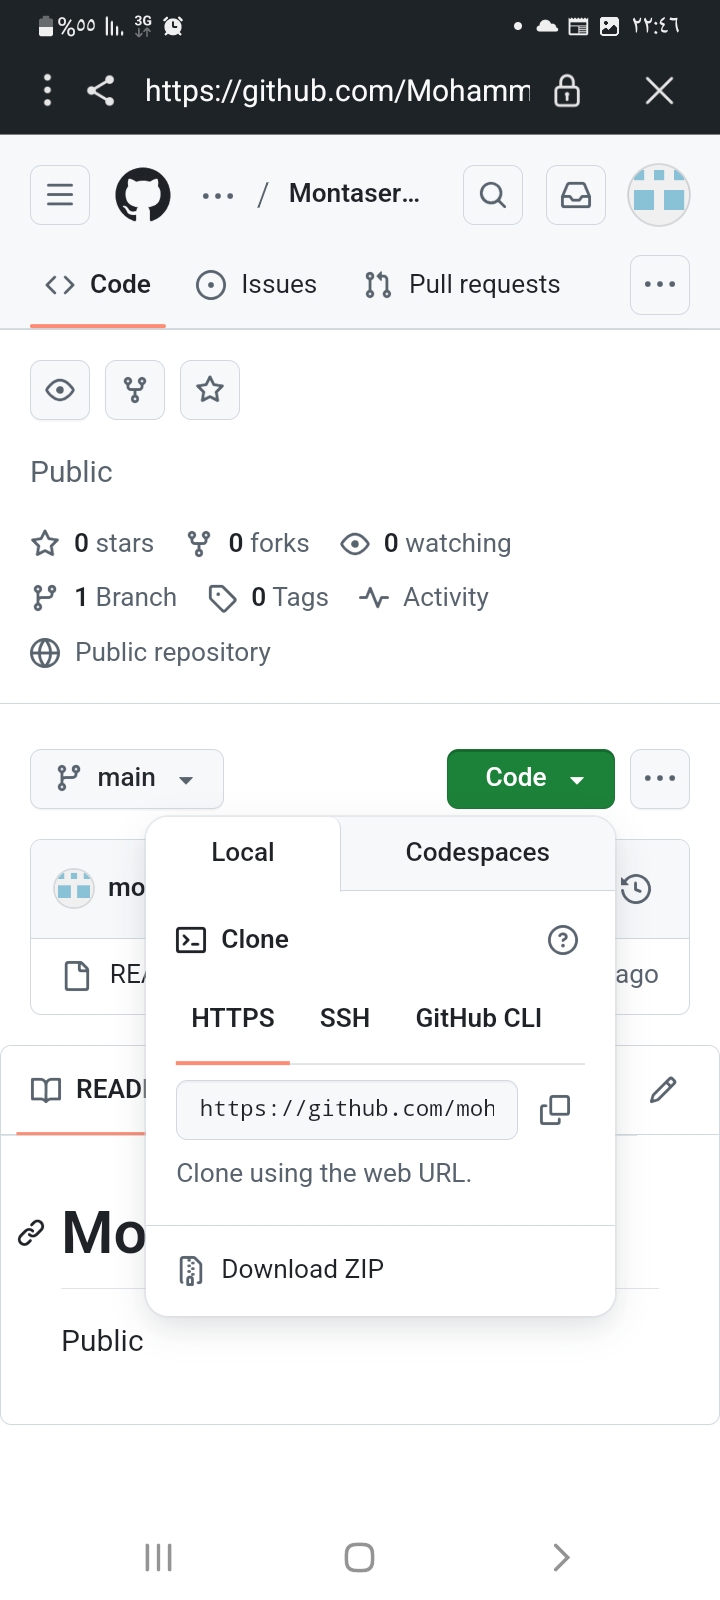 %٥٥ 3G ٢٢:٤٦
https://github.com/Mohamm
... / Montaser...
Code Issues Pull requests
Public
0 stars 0 forks 0 watching
1 Branch 0 Tags Activity
Public repository
main Code
Local Codespaces
mo
Clone
REA ago
HTTPS SSH GitHub CLI
READ
https://github.com/moh
Clone using the web URL.
Mo
Download ZIP
Public